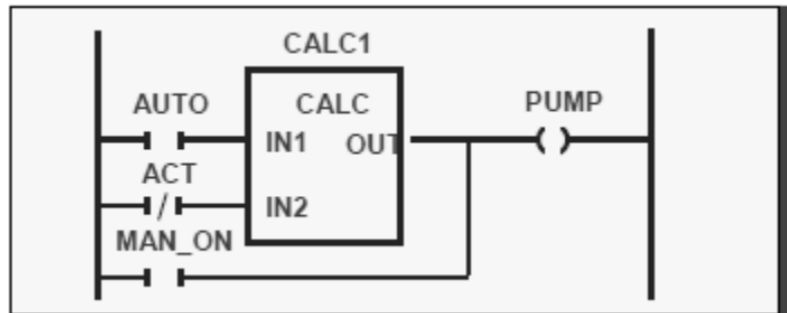 CALC1
AUTO
CALC
PUMP
IN1
OUT
ACT
IN2
MAN_ON